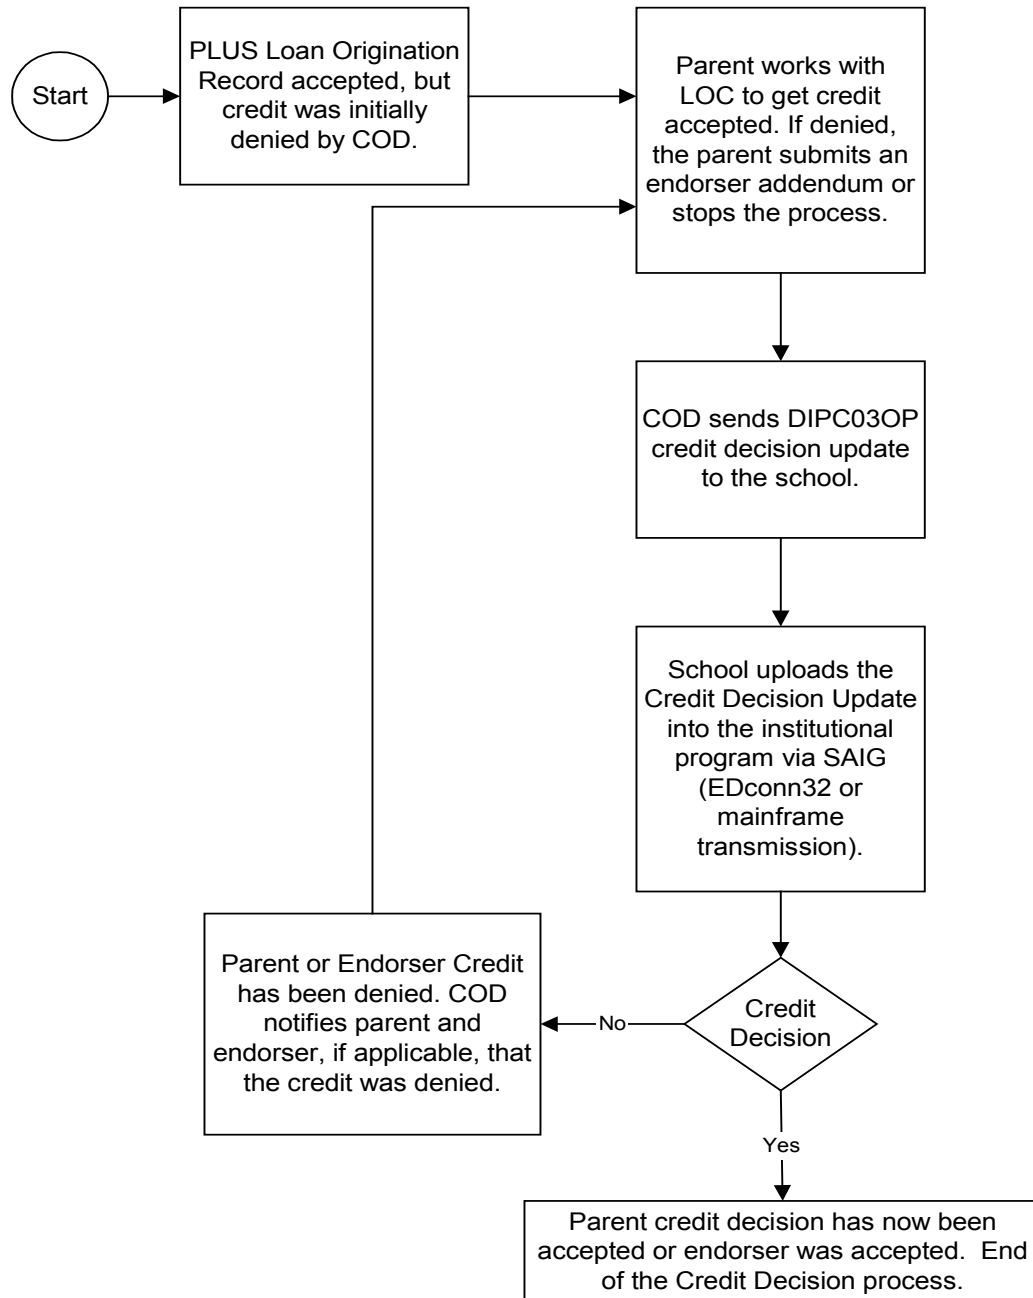 Start
PLUS Loan Origination
Record accepted, but
credit was initially
denied by COD.
Parent works with
LOC to get credit
accepted. If denied,
the parent submits an
endorser addendum or
stops the process.
COD sends DIPC03OP
credit decision update
to the school.
School uploads the
Credit Decision Update
into the institutional
program via SAIG
(EDconn32 or
mainframe
transmission).
Credit
Decision
No
Parent or Endorser Credit
has been denied. COD
notifies parent and
endorser, if applicable, that
the credit was denied.
Yes
Parent credit decision has now been
accepted or endorser was accepted.  End
of the Credit Decision process.